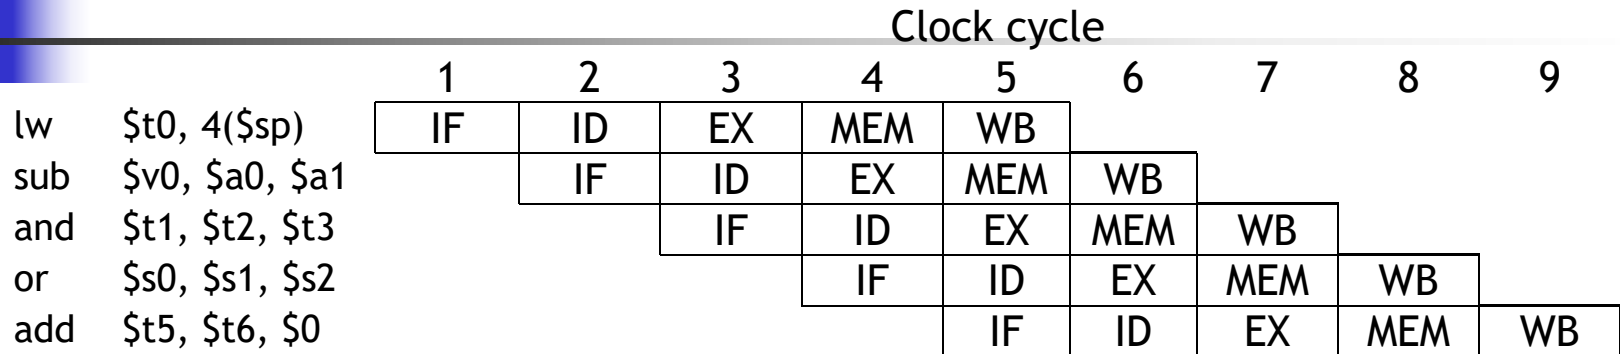 Clock cycle
1 2 3 4 5 6 7 8 9
lw $t0, 4($sp) IF ID EX MEM WB
sub $v0, $a0, $a1 IF ID EX MEM WB
and $t1, $t2, $t3 IF ID EX MEM WB
or $s0, $s1, $s2 IF ID EX MEM WB
add $t5, $t6, $0 IF ID EX MEM WB